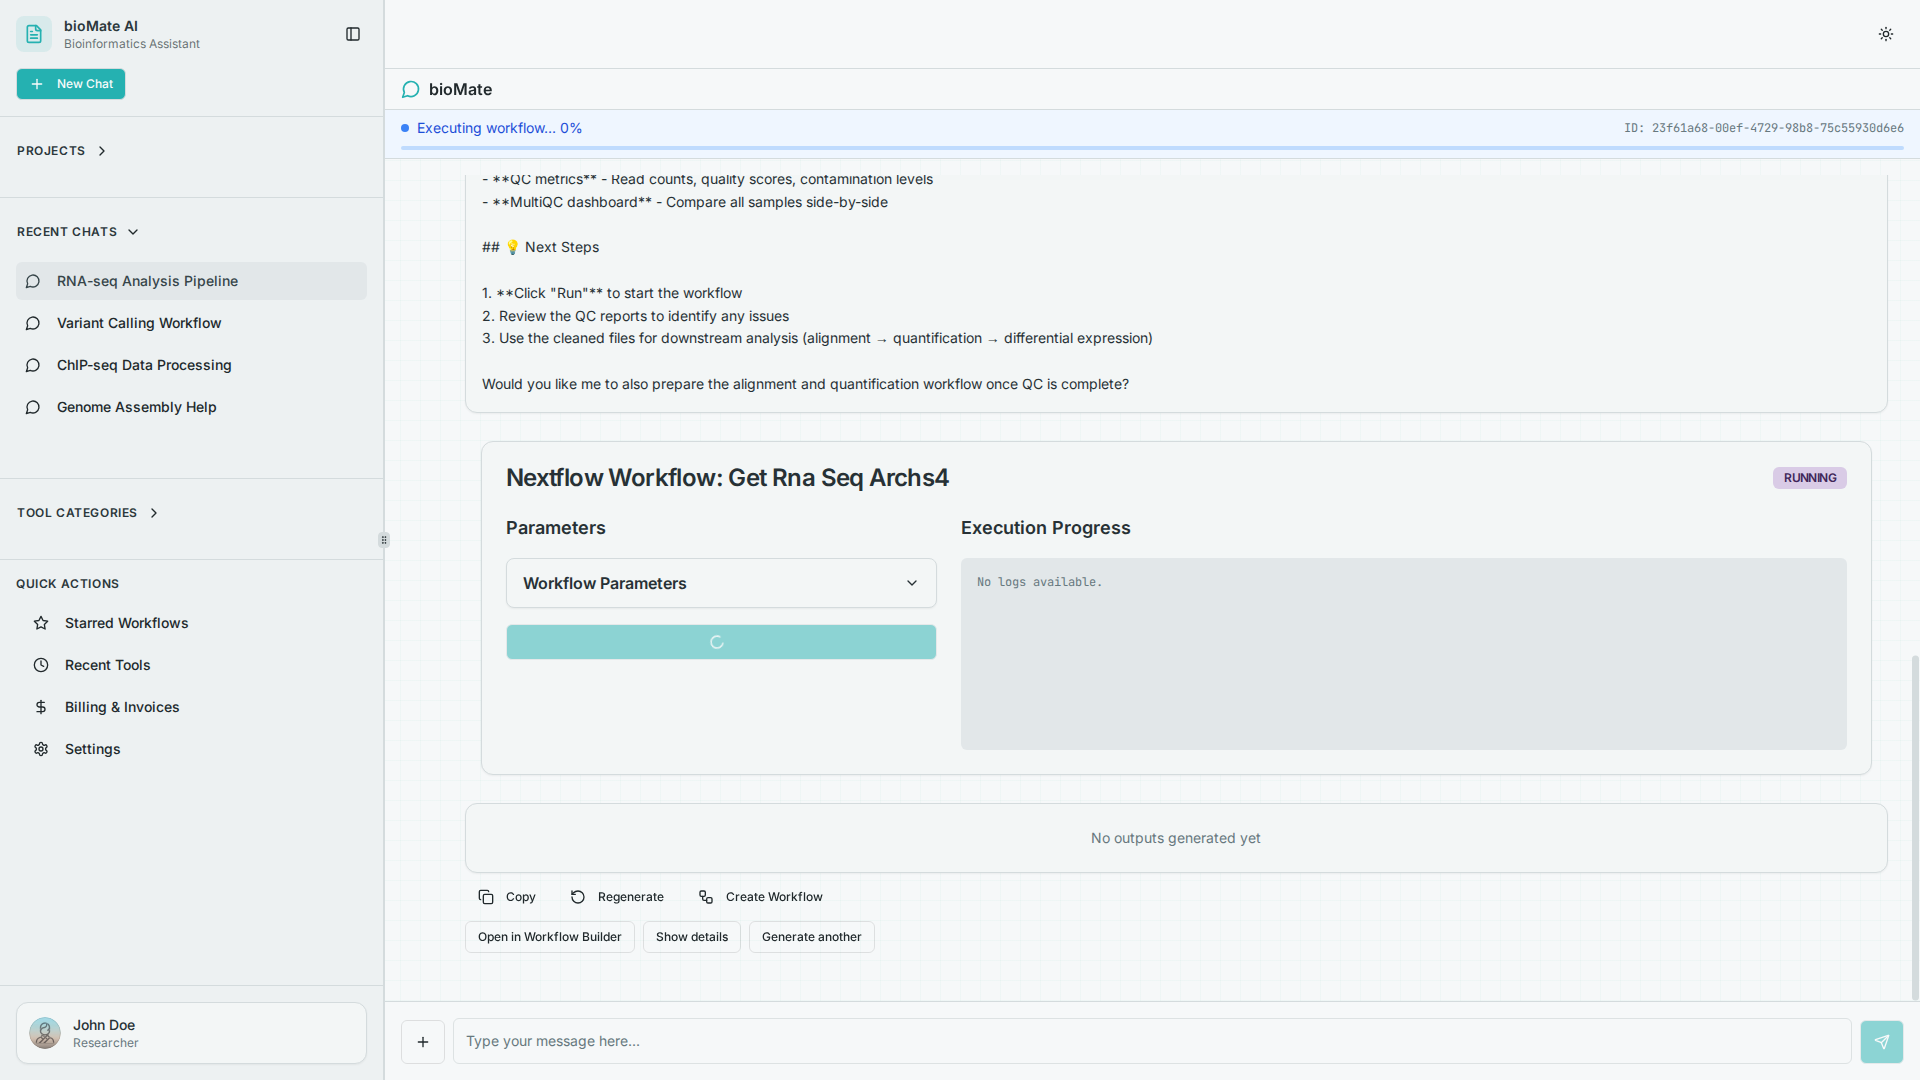 bioMate AI
Bioinformatics Assistant
New Chat
PROJECTS
RECENT CHATS
RNA-seq Analysis Pipeline
Variant Calling Workflow
ChIP-seq Data Processing
Genome Assembly Help
TOOL CATEGORIES
QUICK ACTIONS
Starred Workflows
Recent Tools
Billing & Invoices
Settings
John Doe
Researcher
bioMate
Executing workflow... 0%
ID: 23f61a68-00ef-4729-98b8-75c55930d6e6
- **QC metrics** - Read counts, quality scores, contamination levels
- **MultiQC dashboard** - Compare all samples side-by-side
## 💡 Next Steps
1. **Click "Run"** to start the workflow
2. Review the QC reports to identify any issues
3. Use the cleaned files for downstream analysis (alignment → quantification → differential expression)
Would you like me to also prepare the alignment and quantification workflow once QC is complete?
Nextflow Workflow: Get Rna Seq Archs4
RUNNING
Parameters
Workflow Parameters
Execution Progress
No logs available.
No outputs generated yet
Copy
Regenerate
Create Workflow
Open in Workflow Builder
Show details
Generate another
Type your message here...